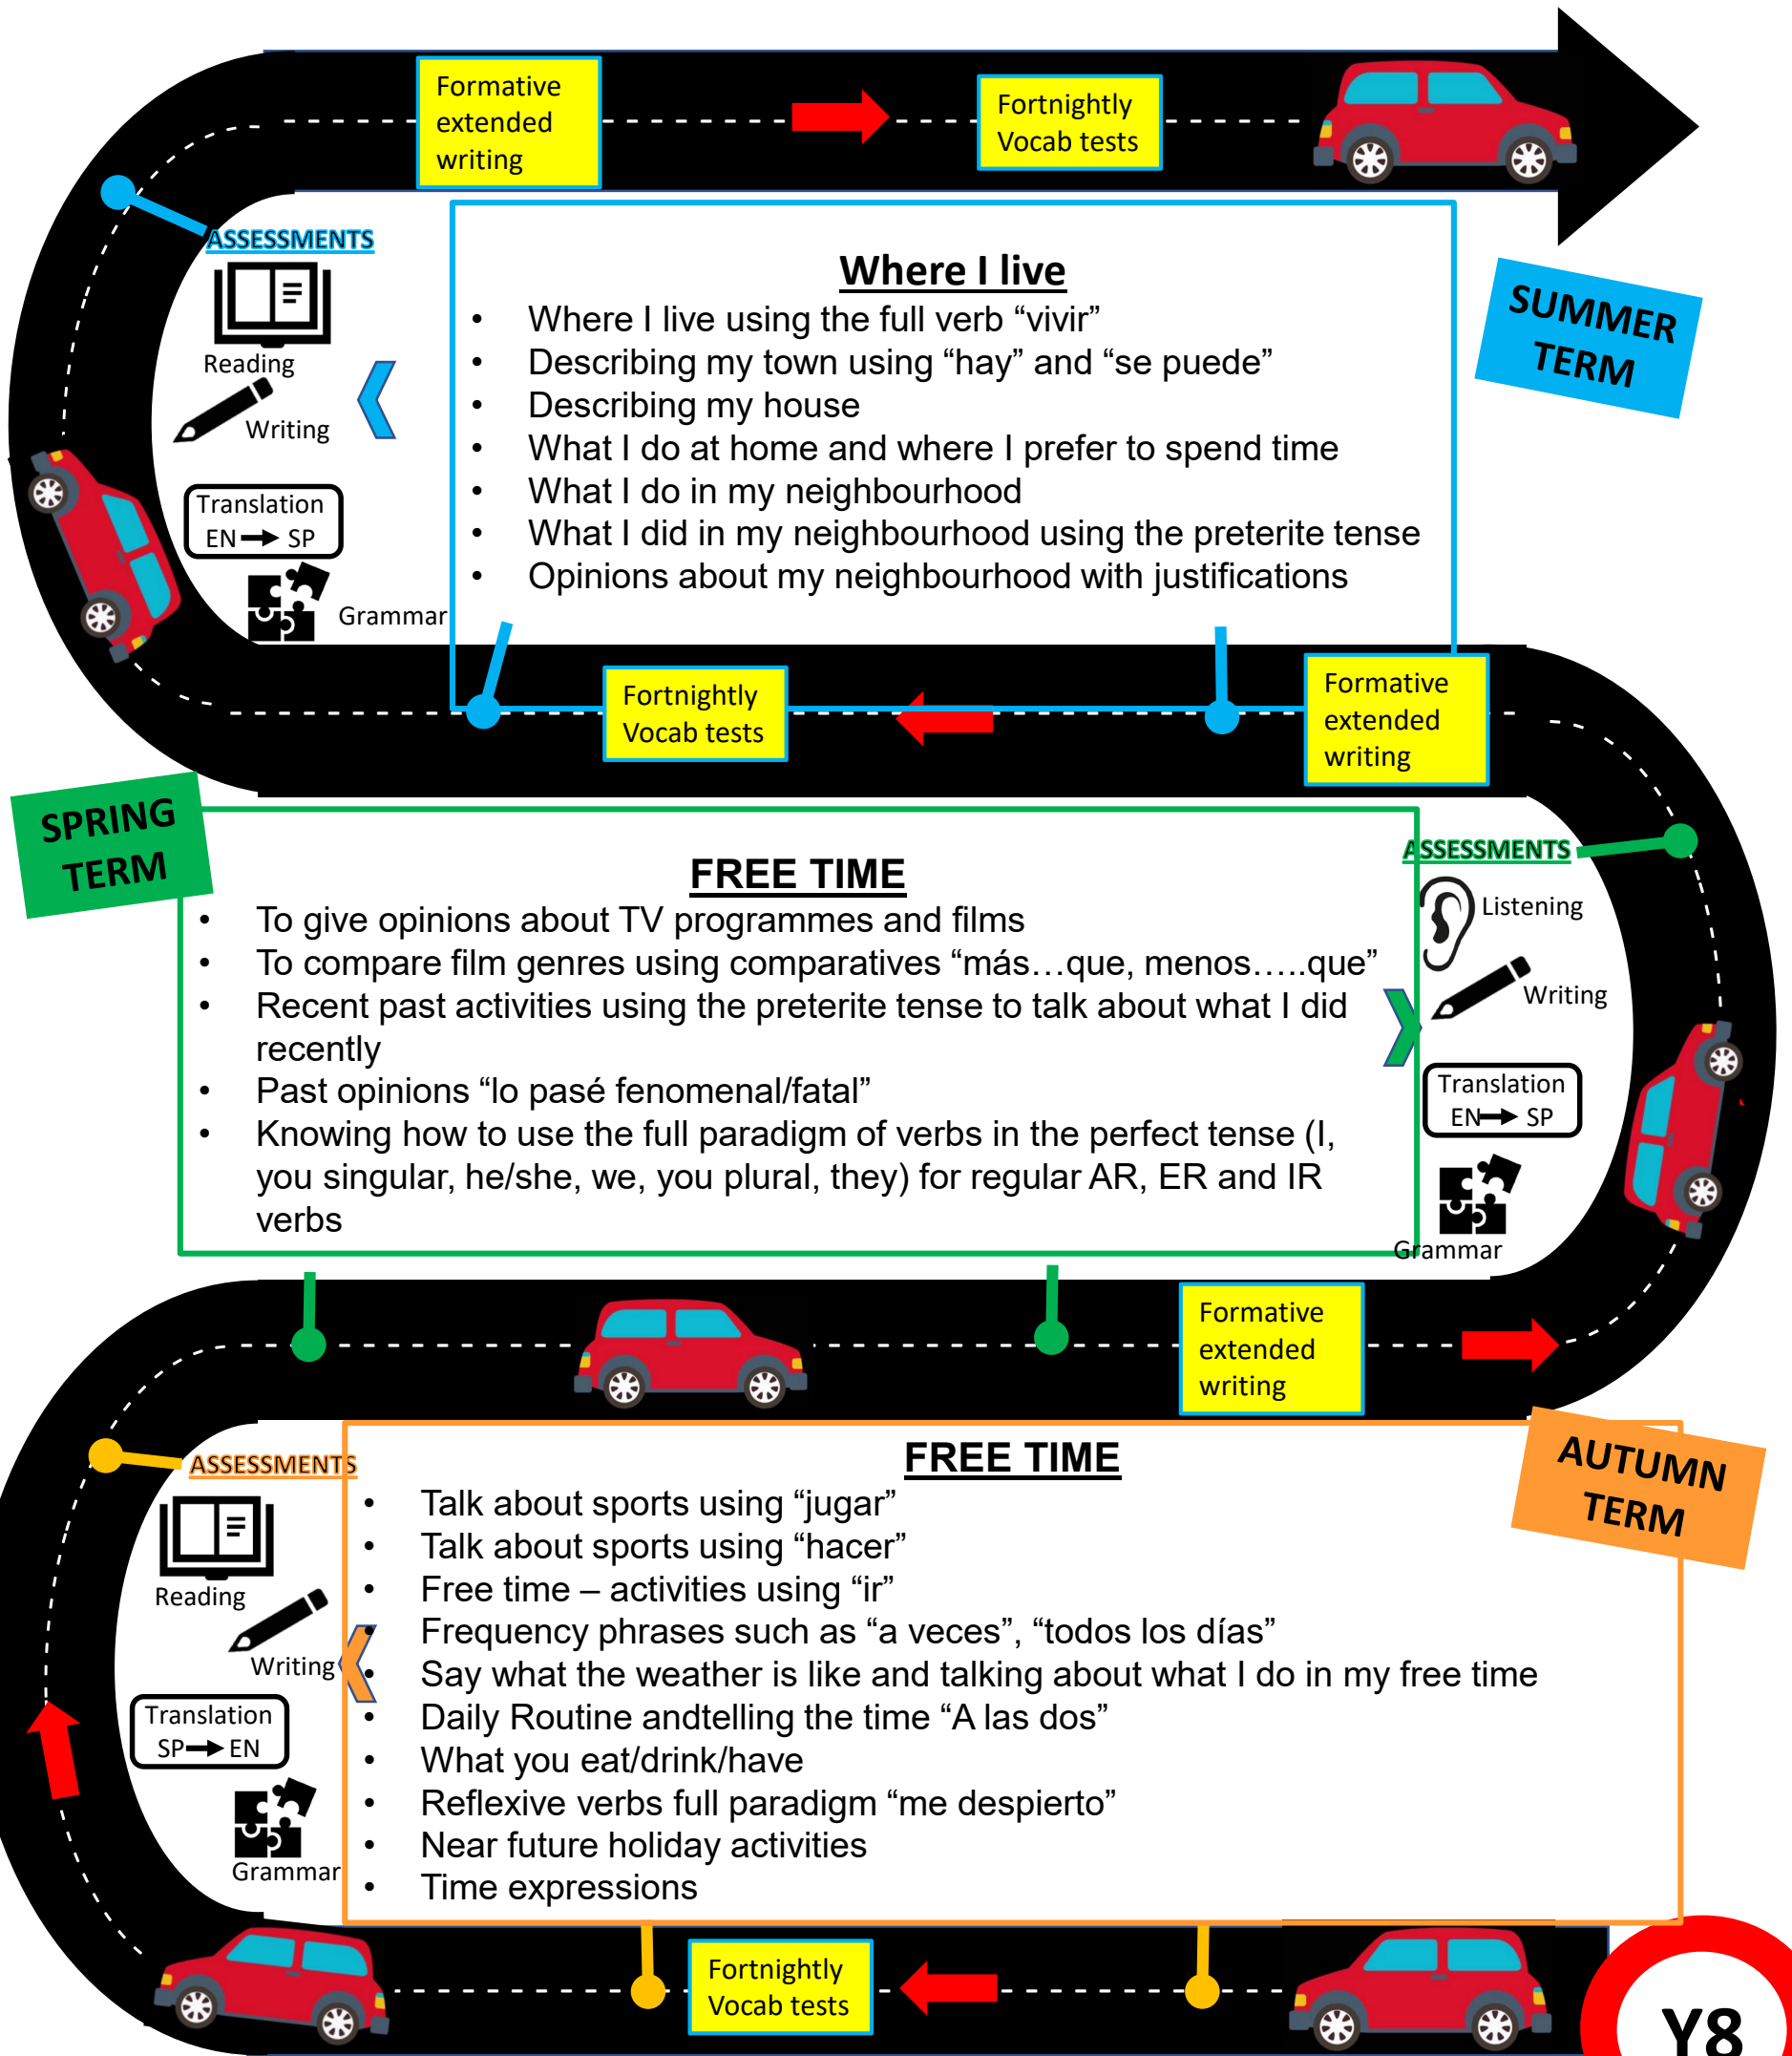 Formative
extended
writing
Fortnightly
Vocab tests
ASSESSMENTS
Reading
Writing
Translation
EN → SP
Grammar
Where I live
• Where I live using the full verb “vivir”
• Describing my town using “hay” and “se puede”
• Describing my house
• What I do at home and where I prefer to spend time
• What I do in my neighbourhood
• What I did in my neighbourhood using the preterite tense
• Opinions about my neighbourhood with justifications
SUMMER
TERM
Fortnightly
Vocab tests
Formative
extended
writing
SPRING
TERM
FREE TIME
• To give opinions about TV programmes and films
• To compare film genres using comparatives “más…que, menos…..que”
• Recent past activities using the preterite tense to talk about what I did
recently
• Past opinions “lo pasé fenomenal/fatal”
• Knowing how to use the full paradigm of verbs in the perfect tense (I,
you singular, he/she, we, you plural, they) for regular AR, ER and IR
verbs
ASSESSMENTS
Listening
Writing
Translation
EN → SP
Grammar
Formative
extended
writing
AUTUMN
TERM
ASSESSMENTS
Reading
Writing
Translation
SP → EN
Grammar
FREE TIME
• Talk about sports using “jugar”
• Talk about sports using “hacer”
• Free time – activities using “ir”
• Frequency phrases such as “a veces”, “todos los días”
• Say what the weather is like and talking about what I do in my free time
• Daily Routine andtelling the time “A las dos”
• What you eat/drink/have
• Reflexive verbs full paradigm “me despierto”
• Near future holiday activities
• Time expressions
Fortnightly
Vocab tests
Y8